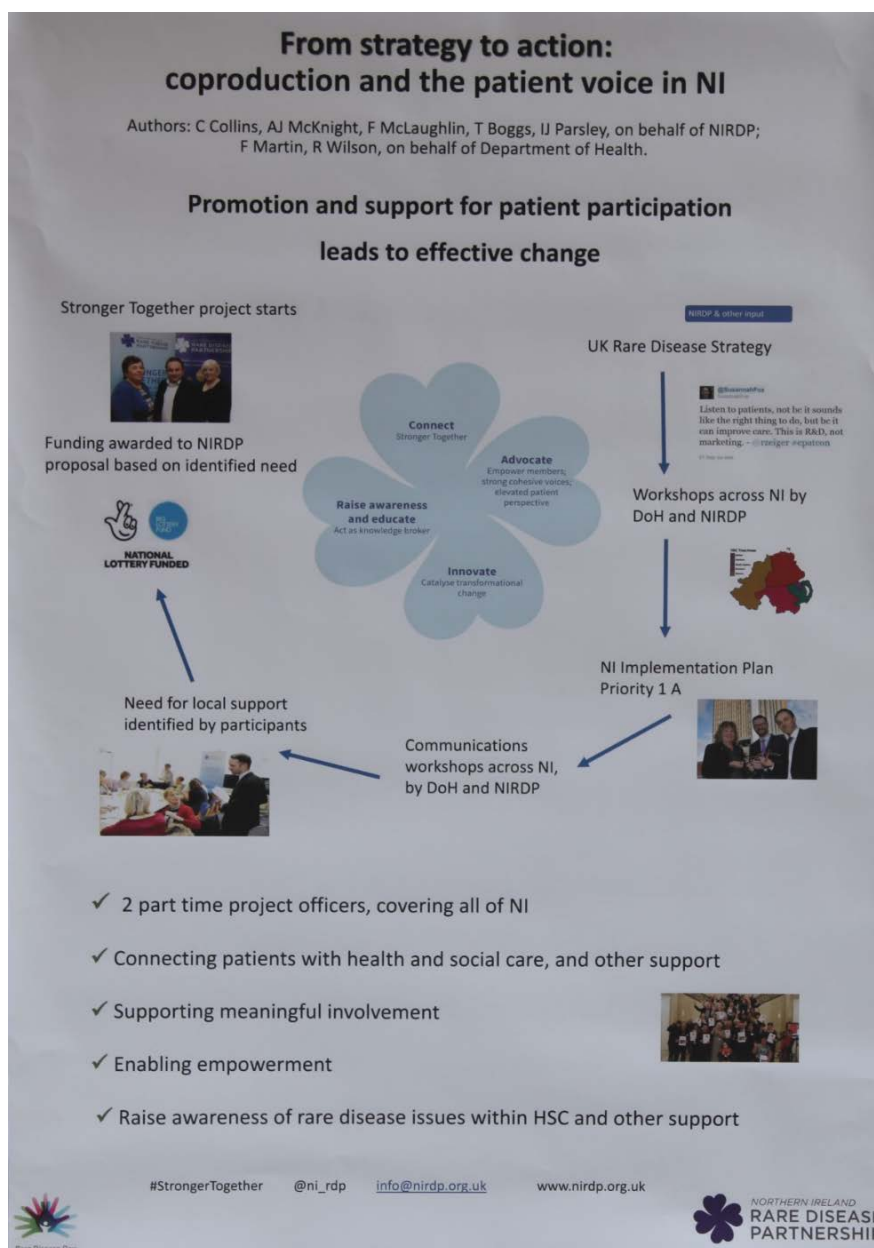 From strategy to action:
coproduction and the patient voice in NI
Authors: C Collins, AJ McKnight, F McLaughlin, T Boggs, IJ Parsley, on behalf of NIRDP;
F Martin, R Wilson, on behalf of Department of Health.
Promotion and support for patient participation
leads to effective change
Stronger Together project starts
Funding awarded to NIRDP
proposal based on identified need
NATIONAL
LOTTERY FUNDED
Need for local support
identified by participants
Connect
Stronger Together
Advocate
Empower members;
strong cohesive voices;
elevated patient
perspective
Raise awareness
and educate
Act as knowledge broker
Innovate
Catalyse transformational
change
NIRDP & other input
UK Rare Disease Strategy
@SusannahFox
Listen to patients, not be it sounds
like the right thing to do, but be it
can improve care. This is R&D, not
marketing. - @rzeiger #epatcon
Workshops across NI by
DoH and NIRDP
NI Implementation Plan
Priority 1 A
Communications
workshops across NI,
by DoH and NIRDP
✓ 2 part time project officers, covering all of NI
✓ Connecting patients with health and social care, and other support
✓ Supporting meaningful involvement
✓ Enabling empowerment
✓ Raise awareness of rare disease issues within HSC and other support
#StrongerTogether @ni_rdp info@nirdp.org.uk www.nirdp.org.uk
NORTHERN IRELAND
RARE DISEASE
PARTNERSHIP